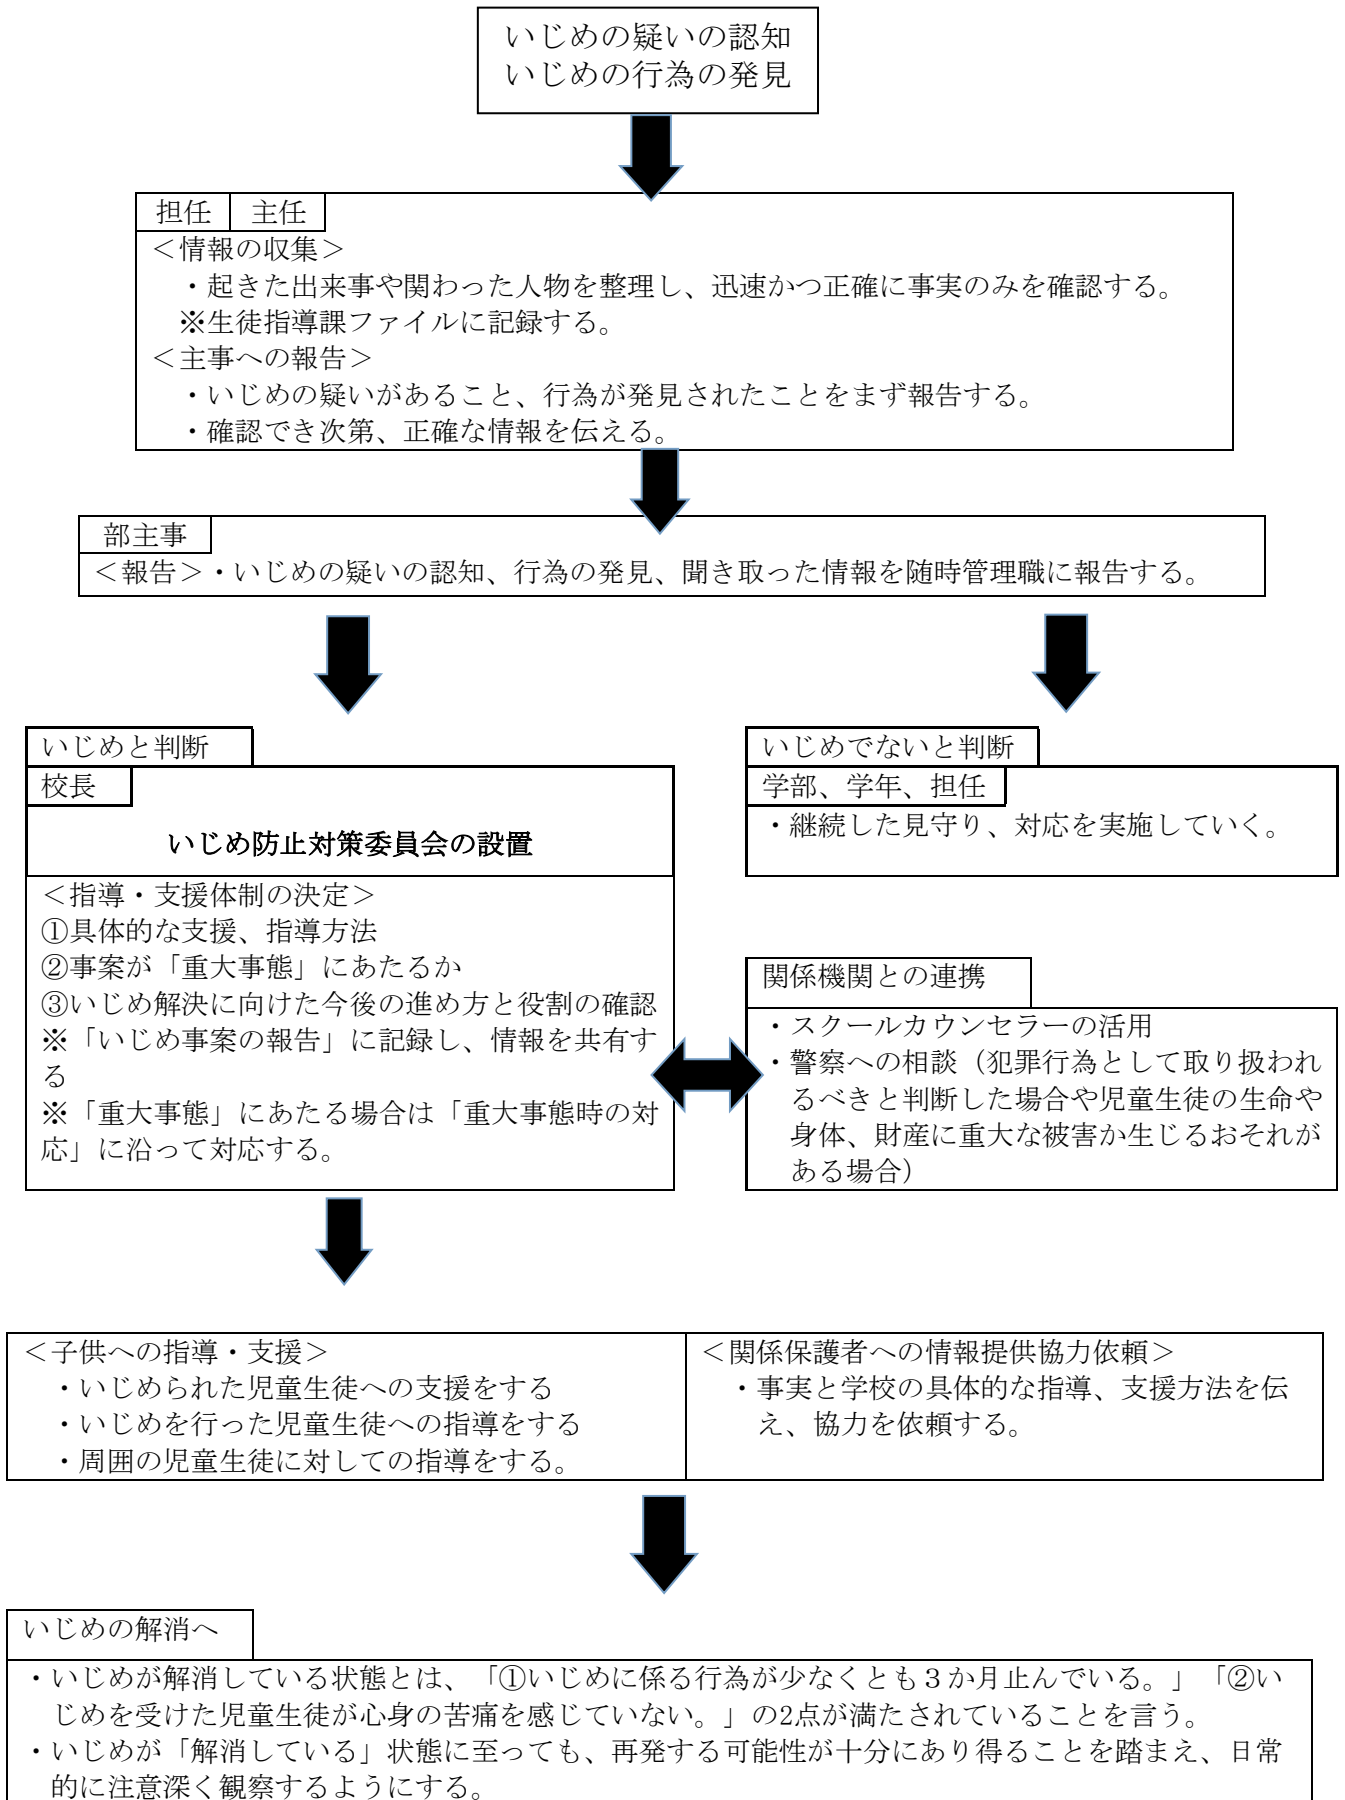 いじめの疑いの認知
いじめの行為の発見
担任 主任
＜情報の収集＞
・起きた出来事や関わった人物を整理し、迅速かつ正確に事実のみを確認する。
※生徒指導課ファイルに記録する。
＜主事への報告＞
・いじめの疑いがあること、行為が発見されたことをまず報告する。
・確認でき次第、正確な情報を伝える。
部主事
＜報告＞・いじめの疑いの認知、行為の発見、聞き取った情報を随時管理職に報告する。
いじめと判断
校長
いじめ防止対策委員会の設置
＜指導・支援体制の決定＞
①具体的な支援、指導方法
②事案が「重大事態」にあたるか
③いじめ解決に向けた今後の進め方と役割の確認
※「いじめ事案の報告」に記録し、情報を共有す
る
※「重大事態」にあたる場合は「重大事態時の対
応」に沿って対応する。
いじめでないと判断
学部、学年、担任
・継続した見守り、対応を実施していく。
関係機関との連携
・スクールカウンセラーの活用
・警察への相談（犯罪行為として取り扱われ
るべきと判断した場合や児童生徒の生命や
身体、財産に重大な被害か生じるおそれが
ある場合）
＜子供への指導・支援＞
・いじめられた児童生徒への支援をする
・いじめを行った児童生徒への指導をする
・周囲の児童生徒に対しての指導をする。
＜関係保護者への情報提供協力依頼＞
・事実と学校の具体的な指導、支援方法を伝
え、協力を依頼する。
いじめの解消へ
・いじめが解消している状態とは、「①いじめに係る行為が少なくとも３か月止んでいる。」「②い
じめを受けた児童生徒が心身の苦痛を感じていない。」の2点が満たされていることを言う。
・いじめが「解消している」状態に至っても、再発する可能性が十分にあり得ることを踏まえ、日常
的に注意深く観察するようにする。